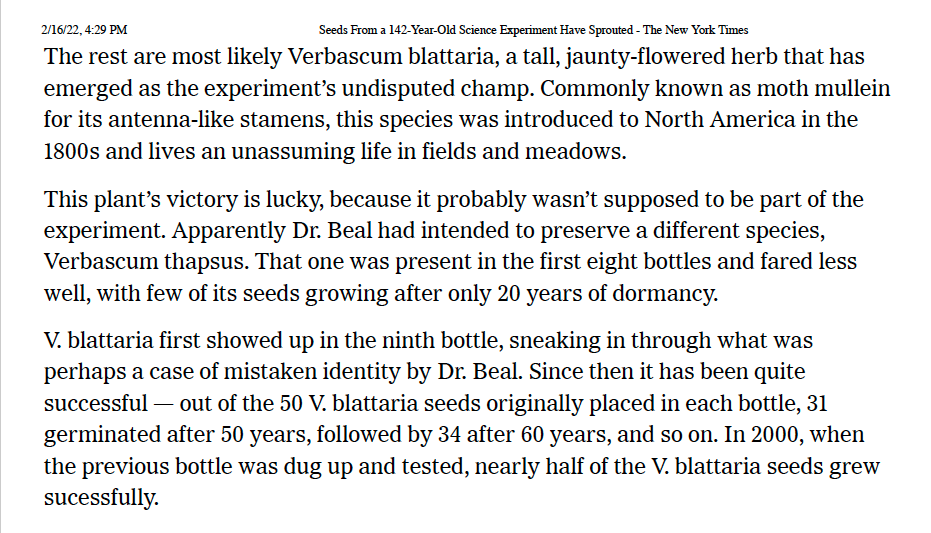 2/16/22, 4:29 PM Seeds From a 142-Year-Old Science Experiment Have Sprouted - The New York Times
The rest are most likely Verbascum blattaria, a tall, jaunty-flowered herb that has
emerged as the experiment’s undisputed champ. Commonly known as moth mullein
for its antenna-like stamens, this species was introduced to North America in the
1800s and lives an unassuming life in fields and meadows.
This plant’s victory is lucky, because it probably wasn’t supposed to be part of the
experiment. Apparently Dr. Beal had intended to preserve a different species,
Verbascum thapsus. That one was present in the first eight bottles and fared less
well, with few of its seeds growing after only 20 years of dormancy.
V. blattaria first showed up in the ninth bottle, sneaking in through what was
perhaps a case of mistaken identity by Dr. Beal. Since then it has been quite
successful — out of the 50 V. blattaria seeds originally placed in each bottle, 31
germinated after 50 years, followed by 34 after 60 years, and so on. In 2000, when
the previous bottle was dug up and tested, nearly half of the V. blattaria seeds grew
sucessfully.